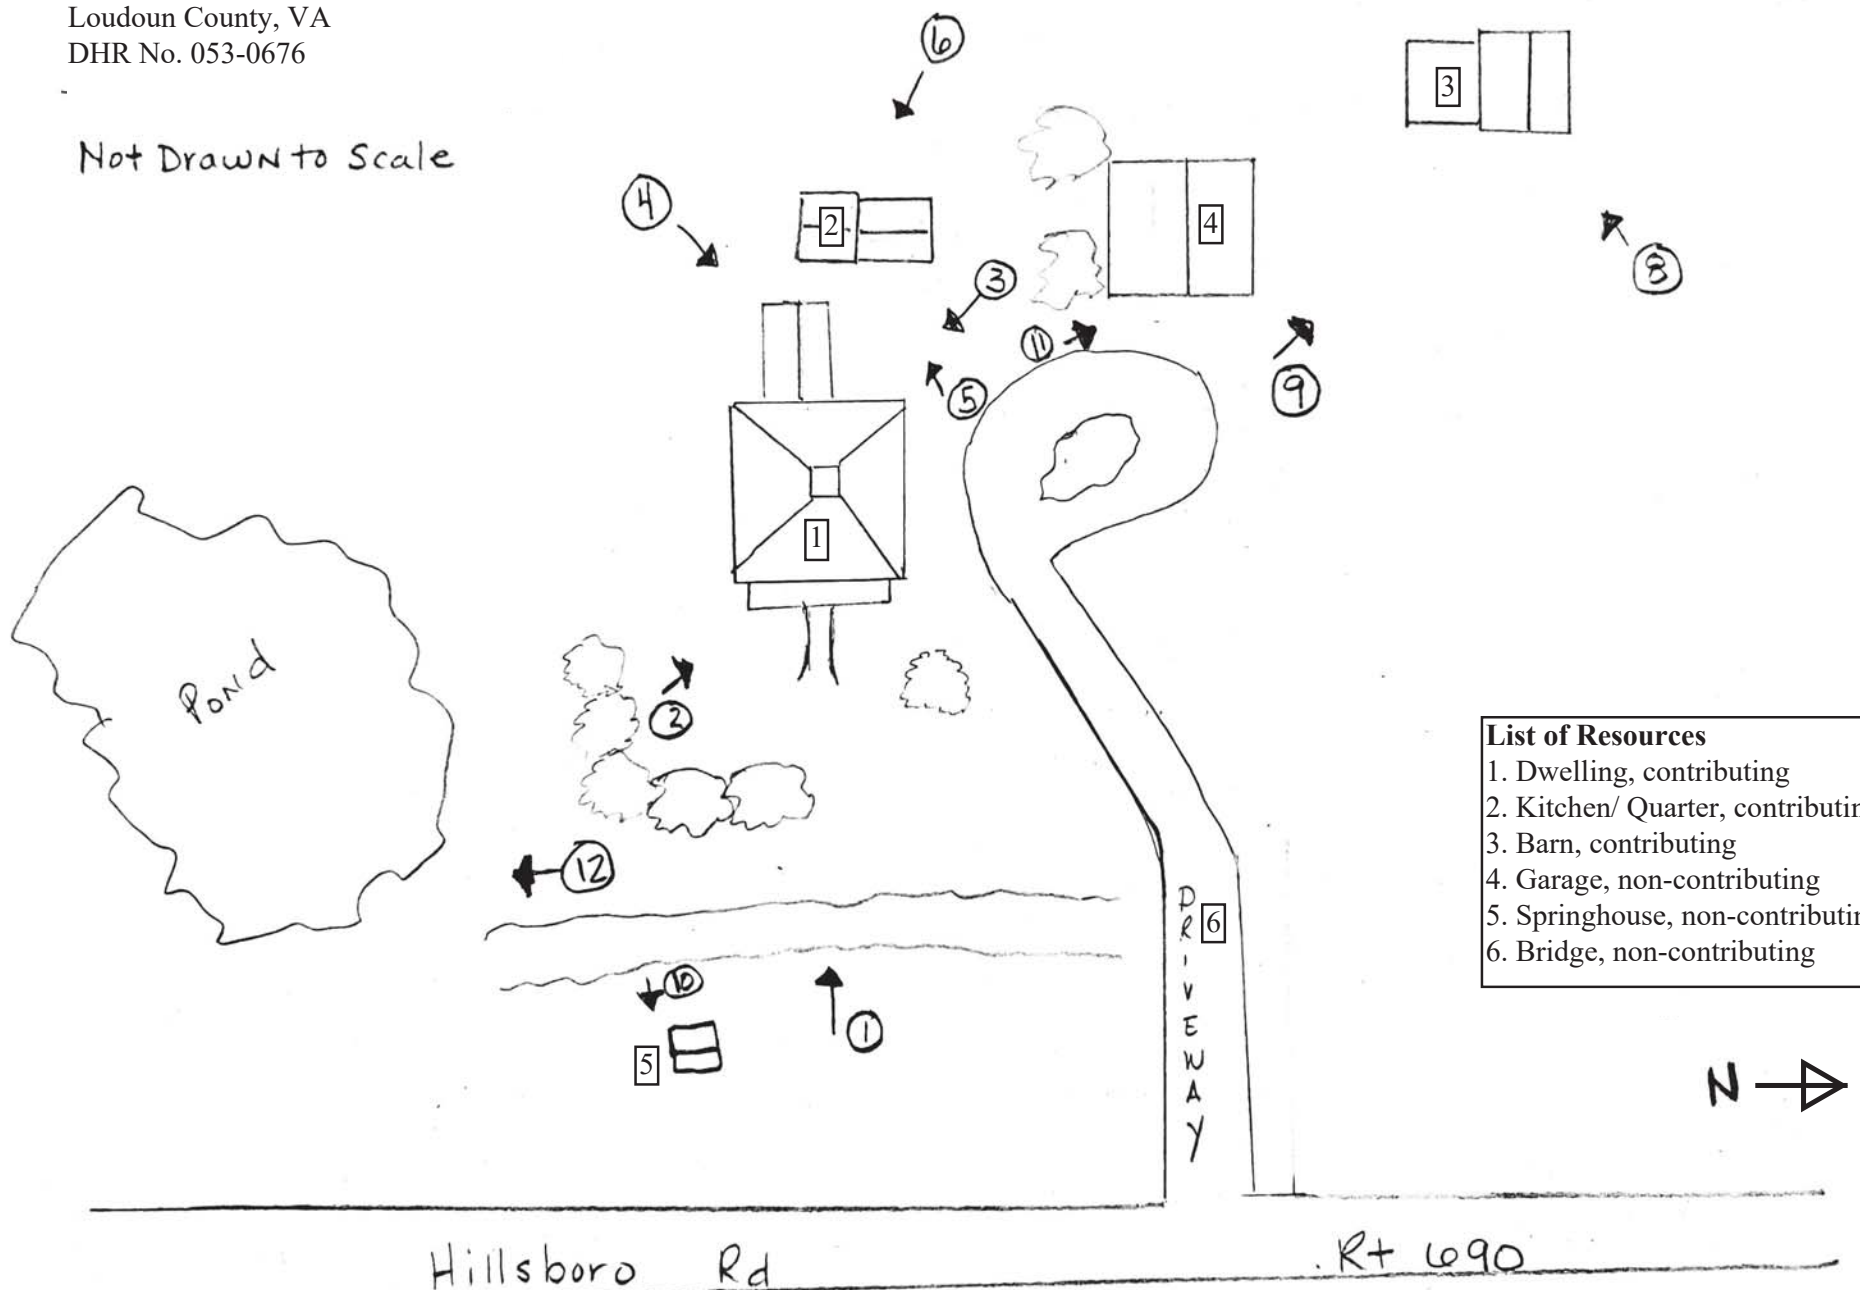 Loudoun County, VA
DHR No. 053-0676
Not Drawn to Scale
6
3
4
2
4
8
3
11
5
9
1
Pond
2
List of Resources
1. Dwelling, contributing
2. Kitchen/ Quarter, contributin
3. Barn, contributing
4. Garage, non-contributing
5. Springhouse, non-contributin
6. Bridge, non-contributing
12
DRIVEWAY
6
10
1
5
N
Hillsboro Rd
Rt 690